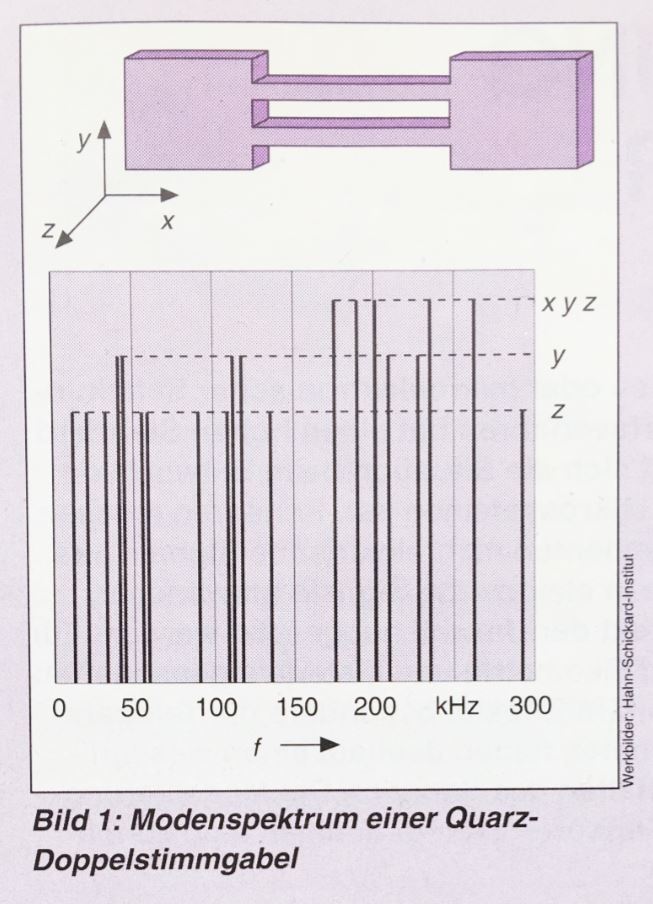 y
x
z
x y z
y
z
0 50 100 150 200 kHz 300
f
Werkbilder: Hahn-Schickard-Institut
Bild 1: Modenspektrum einer Quarz-
Doppelstimmgabel